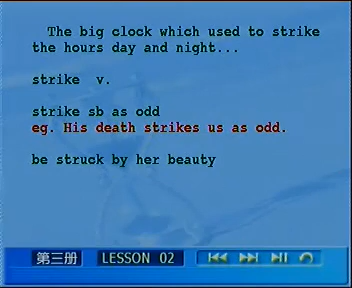 The big clock which used to strike
the hours day and night...
strike v.
strike sb as odd
eg. His death strikes us as odd.
be struck by her beauty
第三册 LESSON 02